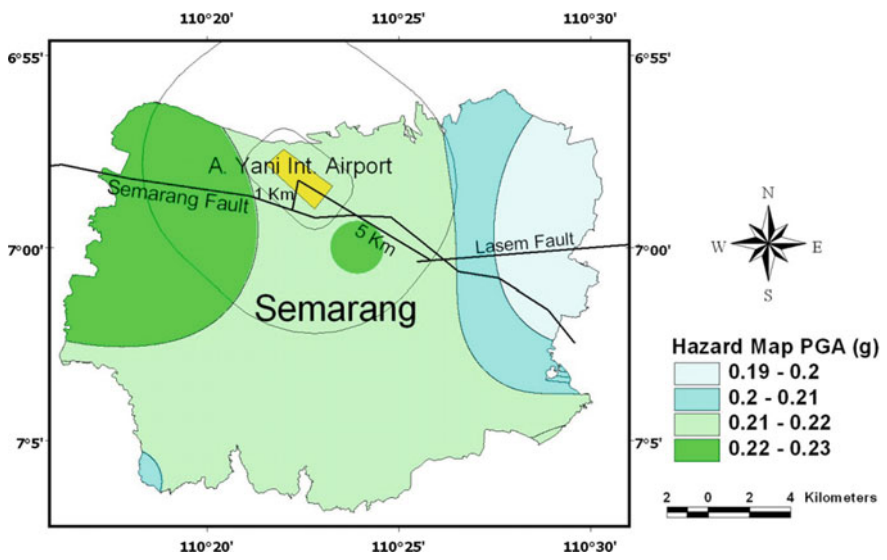 110°20' 110°25' 110°30'
6°55' 6°55'
A. Yani Int. Airport
Semarang Fault
1 Km
5 Km
Lasem Fault
7°00' 7°00'
Semarang
7°5' 7°5'
110°20' 110°25' 110°30'
N
W E
S
Hazard Map PGA (g)
0.19 - 0.2
0.2 - 0.21
0.21 - 0.22
0.22 - 0.23
2 0 2 4 Kilometers